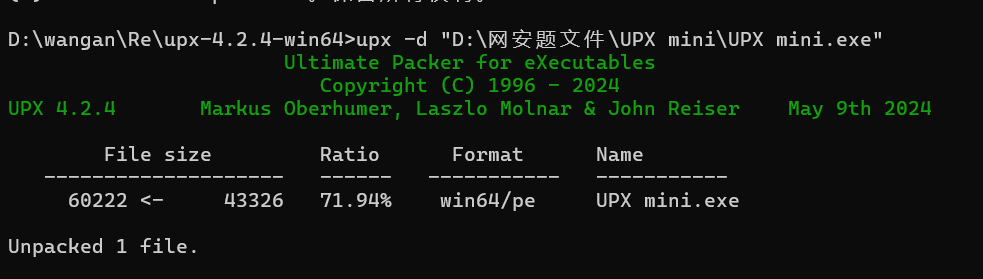 D:\wangan\Re\upx-4.2.4-win64>upx -d "D:\网安题文件\UPX mini\UPX mini.exe"
Ultimate Packer for eXecutables
Copyright (C) 1996 - 2024
UPX 4.2.4       Markus Oberhumer, Laszlo Molnar & John Reiser    May 9th 2024
File size         Ratio      Format      Name
--------------------   ------   -----------   -----------
60222 <-     43326   71.94%    win64/pe     UPX mini.exe
Unpacked 1 file.